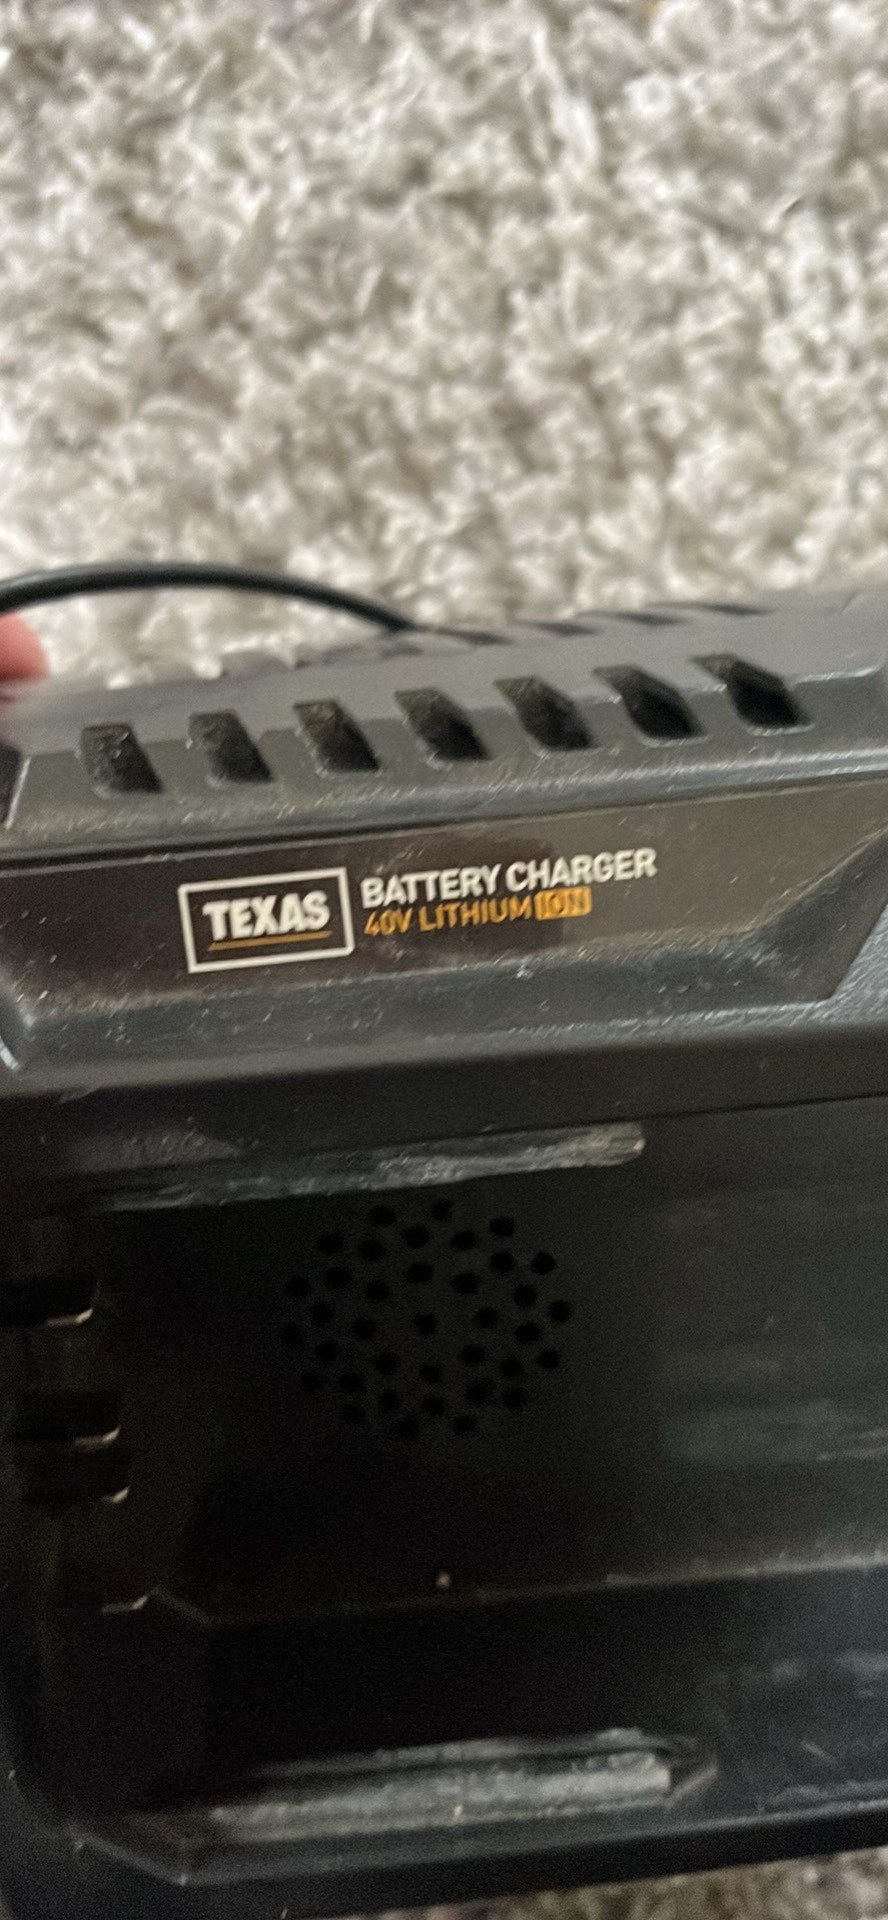 TEXAS
BATTERY CHARGER
40V LITHIUM ION